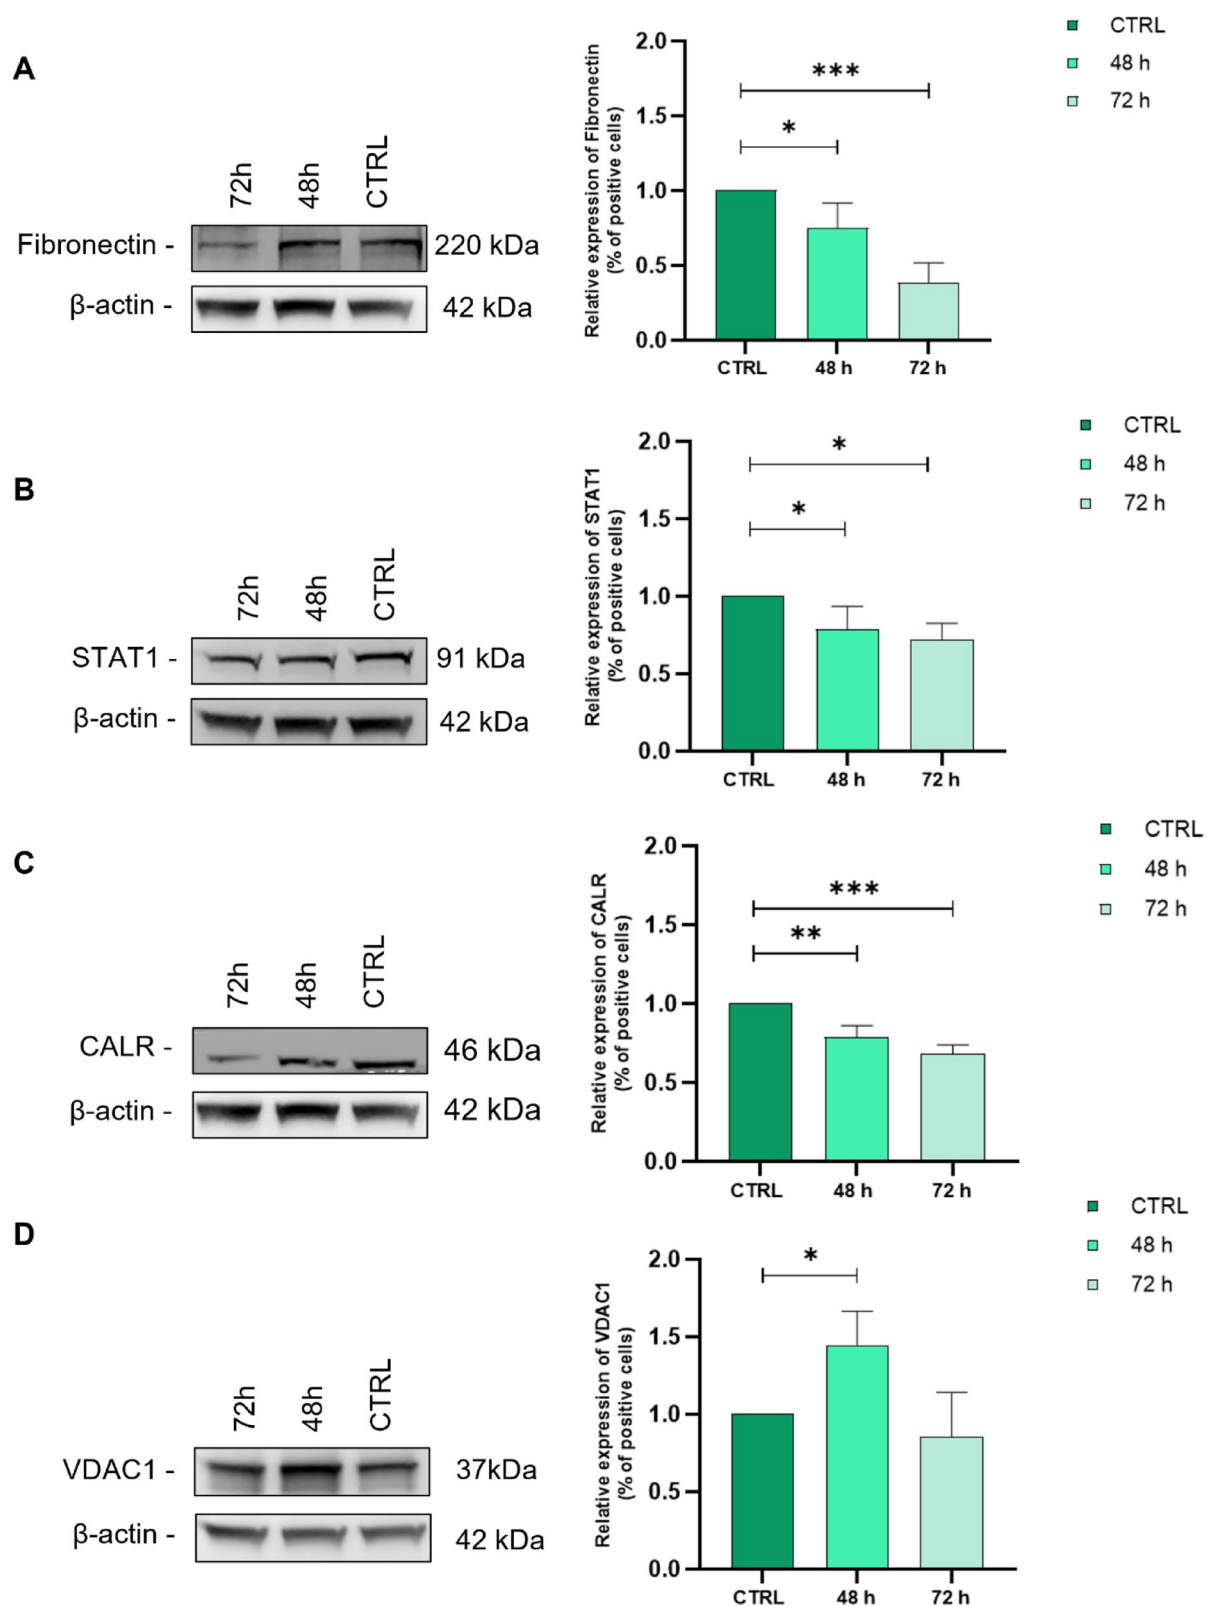 A
72h
48h
CTRL
Fibronectin -
220 kDa
β-actin -
42 kDa
Relative expression of Fibronectin
(% of positive cells)
2.0
1.5
1.0
0.5
0.0
***
*
CTRL
48 h
72 h
CTRL
48 h
72 h
B
72h
48h
CTRL
STAT1 -
91 kDa
β-actin -
42 kDa
Relative expression of STAT1
(% of positive cells)
2.0
1.5
1.0
0.5
0.0
*
*
CTRL
48 h
72 h
CTRL
48 h
72 h
C
72h
48h
CTRL
CALR -
46 kDa
β-actin -
42 kDa
Relative expression of CALR
(% of positive cells)
2.0
1.5
1.0
0.5
0.0
***
**
CTRL
48 h
72 h
CTRL
48 h
72 h
D
72h
48h
CTRL
VDAC1 -
37kDa
β-actin -
42 kDa
Relative expression of VDAC1
(% of positive cells)
2.0
1.5
1.0
0.5
0.0
*
CTRL
48 h
72 h
CTRL
48 h
72 h